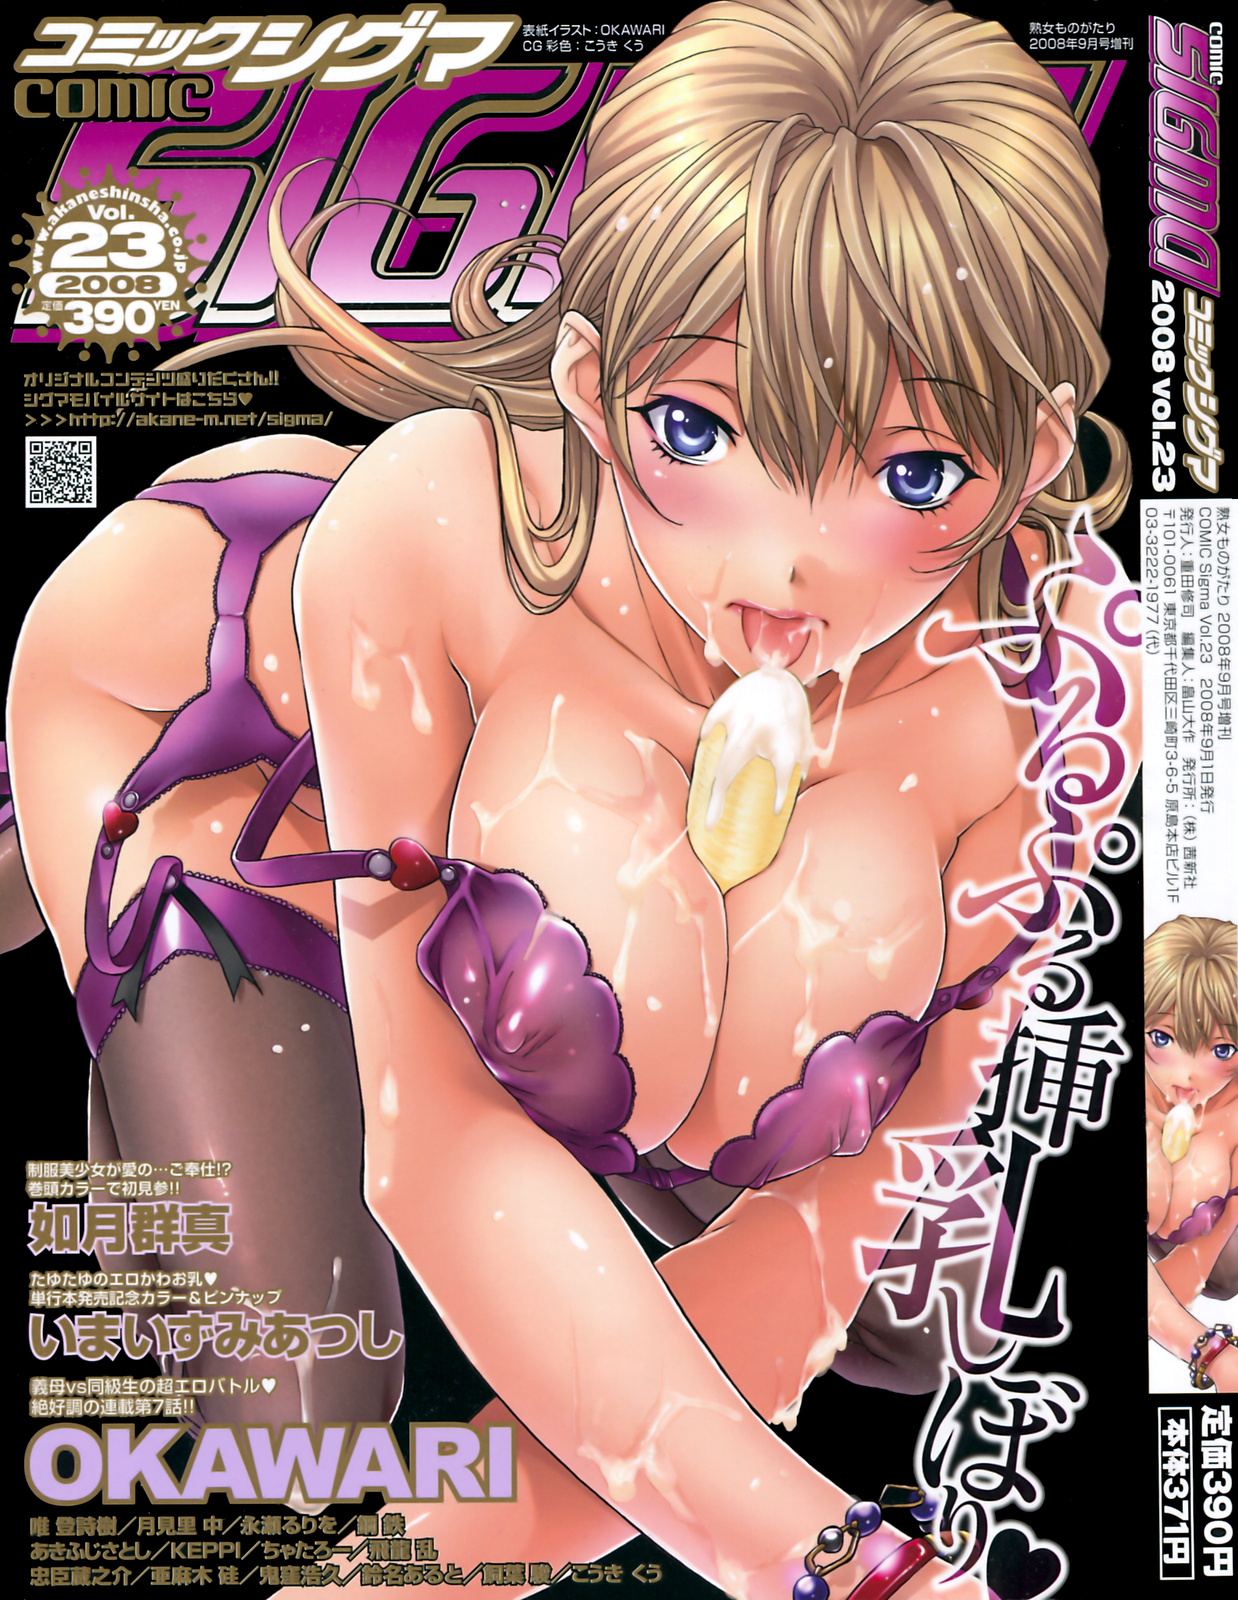 コミックシグマ
COMIC
SIGMA
表紙イラスト：OKAWARI
CG彩色：こうき くう
熟女ものがたり
2008年9月号増刊
www.akaneshinsha.co.jp
Vol.
23
2008
定価390YEN
オリジナルコンテンツ盛りだくさん!!
シグマモバイルサイトはこちら♥
>>>http://akane-m.net/sigma/
ぷるぷる挿し乳しぼり♥
制服美少女が愛の…ご奉仕!?
巻頭カラーで初見参!!
如月群真
たゆたゆのエロかわお乳♥
単行本発売記念カラー＆ピンナップ
いまいずみあつし
義母vs同級生の超エロバトル♥
絶好調の連載第7話!!
OKAWARI
唯 登詩樹／月見里 中／永瀬るりを／鋼 鉄
あきふじさとし／KEPPI／ちゃたろー／飛龍 乱
忠臣蔵之介／亜麻木 硅／鬼窪浩久／鈴名あると／飼葉 駿／こうき くう
COMIC SIGMA コミックシグマ
2008 vol.23
熟女ものがたり 2008年9月号増刊
COMIC Sigma Vol.23 2008年9月1日発行
発行人：重田修司 編集人：畠山大作 発行所：（株）茜新社
〒101-0061 東京都千代田区三崎町3-6-5 原島本店ビル1F
03-3222-1977（代）
定価390円
本体371円